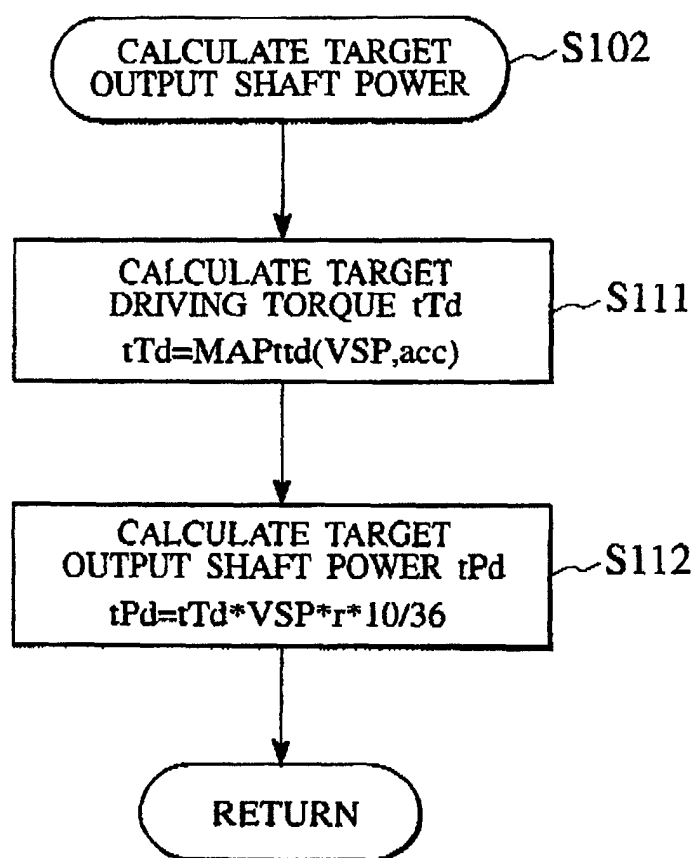 CALCULATE TARGET
OUTPUT SHAFT POWER
S102
CALCULATE TARGET
DRIVING TORQUE tTd
tTd=MAPttd(VSP,acc)
S111
CALCULATE TARGET
OUTPUT SHAFT POWER tPd
tPd=tTd*VSP*r*10/36
S112
RETURN